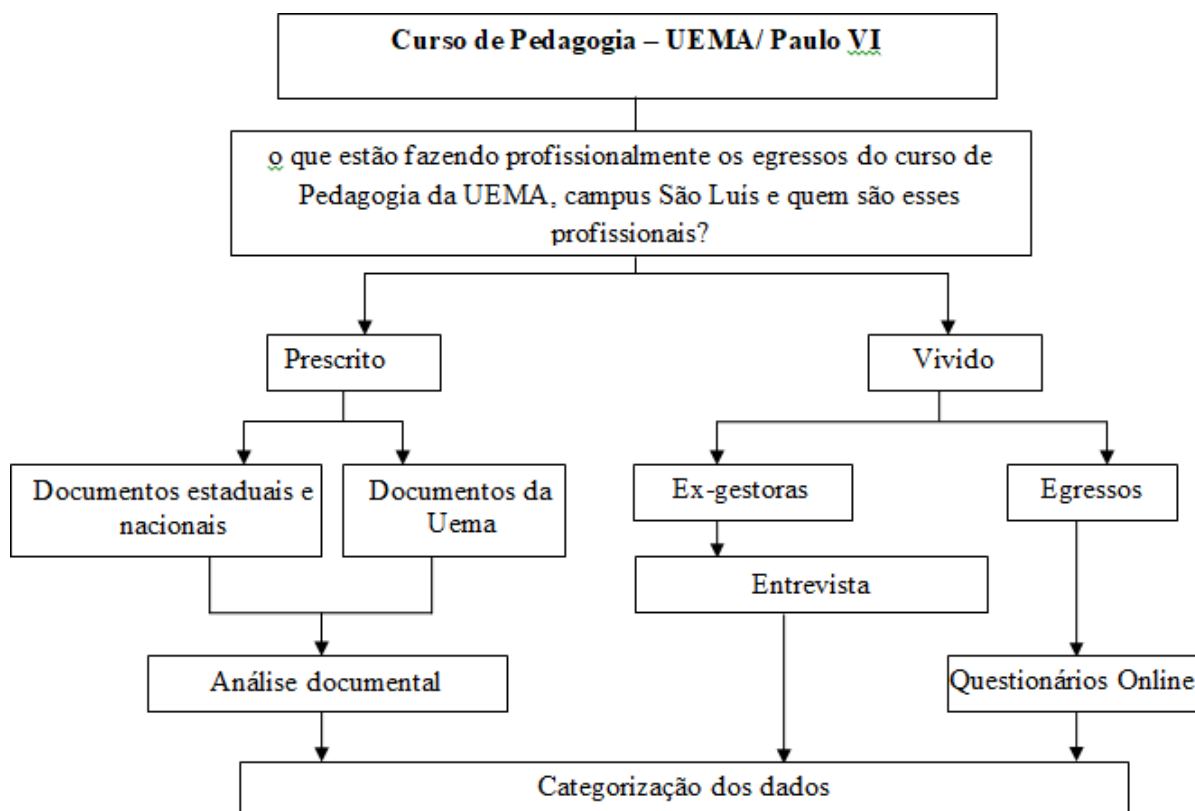 Curso de Pedagogia – UEMA/ Paulo VI
o que estão fazendo profissionalmente os egressos do curso de
Pedagogia da UEMA, campus São Luís e quem são esses
profissionais?
Prescrito
Vivido
Documentos estaduais e
nacionais
Documentos da
Uema
Ex-gestoras
Egressos
Entrevista
Análise documental
Questionários Online
Categorização dos dados